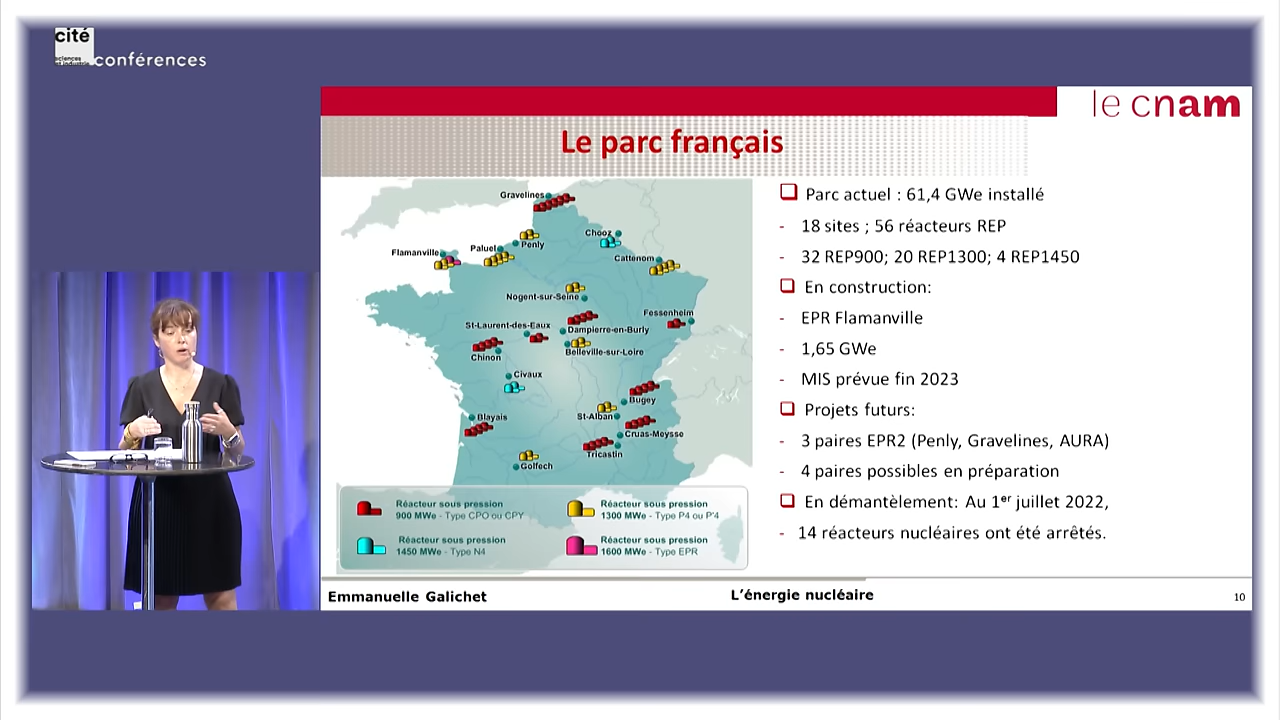 cité
sciences
et industrie
conférences
le cnam
Le parc français
Gravelines
Chooz
Penly
Paluel
Flamanville
Cattenom
Nogent-sur-Seine
Fessenheim
St-Laurent-des-Eaux
Dampierre-en-Burly
Chinon
Belleville-sur-Loire
Civaux
Bugey
Blayais
St-Alban
Cruas-Meysse
Tricastin
Golfech
Réacteur sous pression
900 MWe - Type CPO ou CPY
Réacteur sous pression
1300 MWe - Type P4 ou P'4
Réacteur sous pression
1450 MWe - Type N4
Réacteur sous pression
1600 MWe - Type EPR
Parc actuel : 61,4 GWe installé
- 18 sites ; 56 réacteurs REP
- 32 REP900; 20 REP1300; 4 REP1450
En construction:
- EPR Flamanville
- 1,65 GWe
- MIS prévue fin 2023
Projets futurs:
- 3 paires EPR2 (Penly, Gravelines, AURA)
- 4 paires possibles en préparation
En démantèlement: Au 1er juillet 2022,
- 14 réacteurs nucléaires ont été arrêtés.
Emmanuelle Galichet
L'énergie nucléaire
10